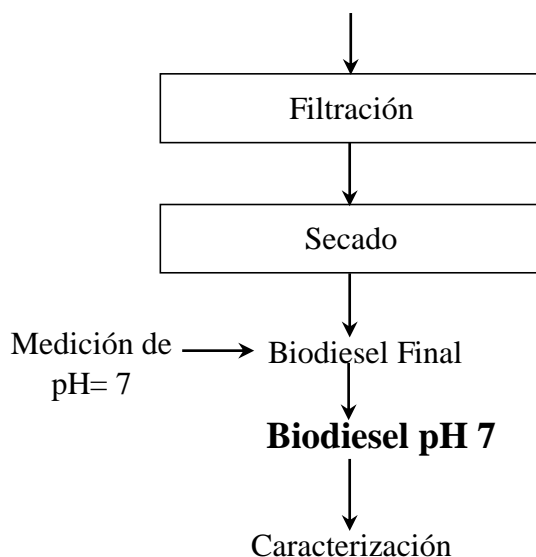 Filtración
Secado
Medición de
pH= 7
Biodiesel Final
Biodiesel pH 7
Caracterización